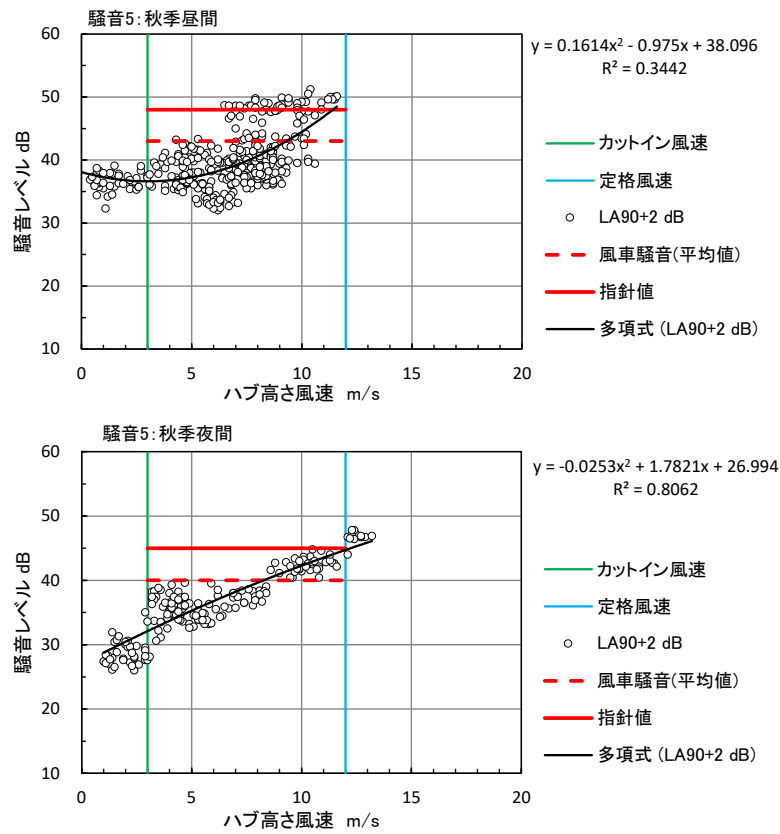 騒音5：秋季昼間
60
50
40
30
20
10
騒音レベル dB
0
5
10
15
20
ハブ高さ風速 m/s
y = 0.1614x² - 0.975x + 38.096
R² = 0.3442
カットイン風速
定格風速
LA90+2 dB
風車騒音(平均値)
指針値
多項式 (LA90+2 dB)
騒音5：秋季夜間
60
50
40
30
20
10
騒音レベル dB
0
5
10
15
20
ハブ高さ風速 m/s
y = -0.0253x² + 1.7821x + 26.994
R² = 0.8062
カットイン風速
定格風速
LA90+2 dB
風車騒音(平均値)
指針値
多項式 (LA90+2 dB)